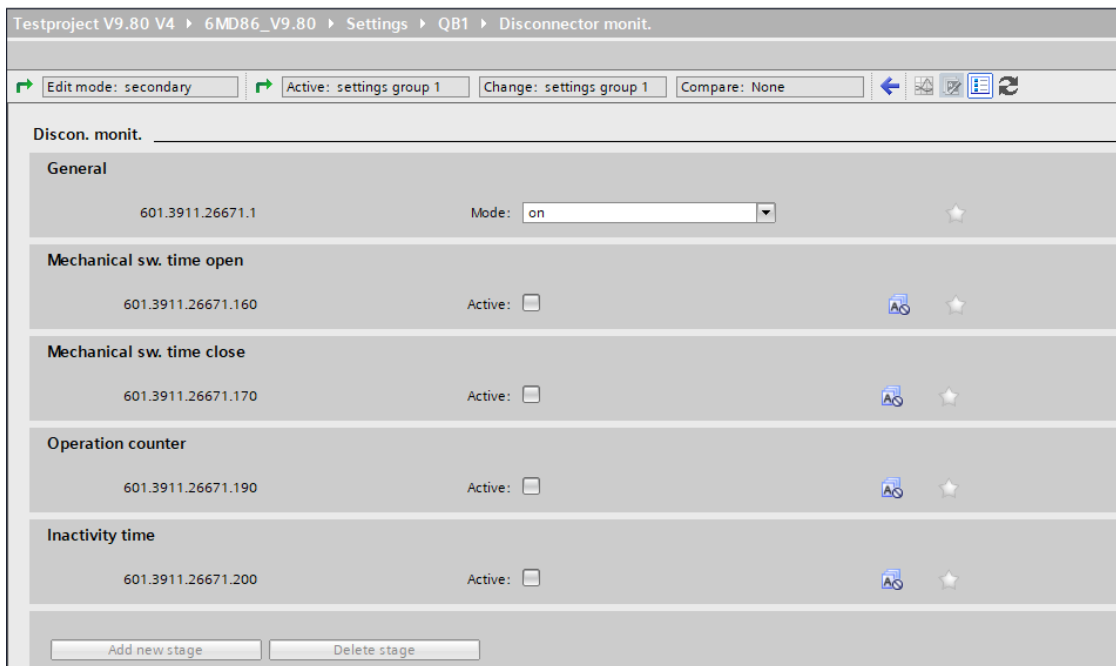 Testproject V9.80 V4 ▸ 6MD86_V9.80 ▸ Settings ▸ QB1 ▸ Disconnector monit.
Edit mode: secondary Active: settings group 1 Change: settings group 1 Compare: None
Discon. monit.
General
601.3911.26671.1 Mode: on
Mechanical sw. time open
601.3911.26671.160 Active:
Mechanical sw. time close
601.3911.26671.170 Active:
Operation counter
601.3911.26671.190 Active:
Inactivity time
601.3911.26671.200 Active:
Add new stage Delete stage